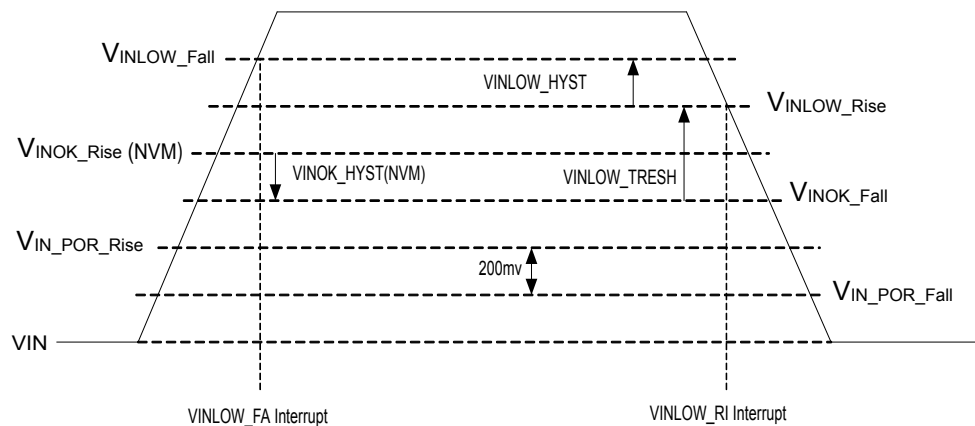 VINLOW_Fall
VINLOW_HYST
VINLOW_Rise
VINOK_Rise (NVM)
VINOK_HYST(NVM)
VINLOW_TRESH
VINOK_Fall
VIN_POR_Rise
200mv
VIN_POR_Fall
VIN
VINLOW_FA Interrupt
VINLOW_RI Interrupt